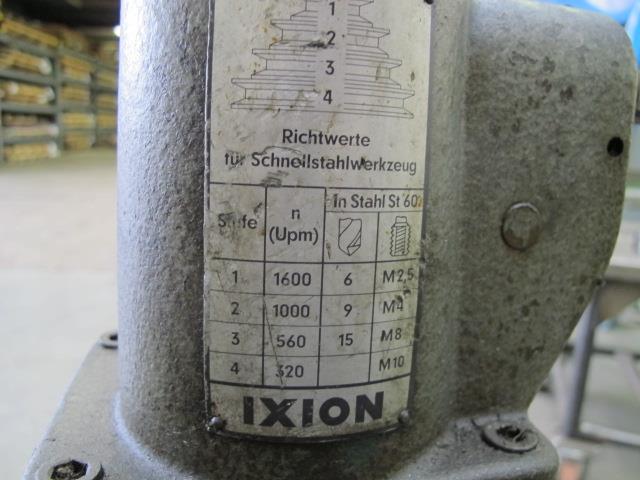 1
2
3
4
Richtwerte
für Schnellstahlwerkzeug
Stufe n (Upm) In Stahl St 60
1 1600 6 M2,5
2 1000 9 M4
3 560 15 M8
4 320 M10
IXION